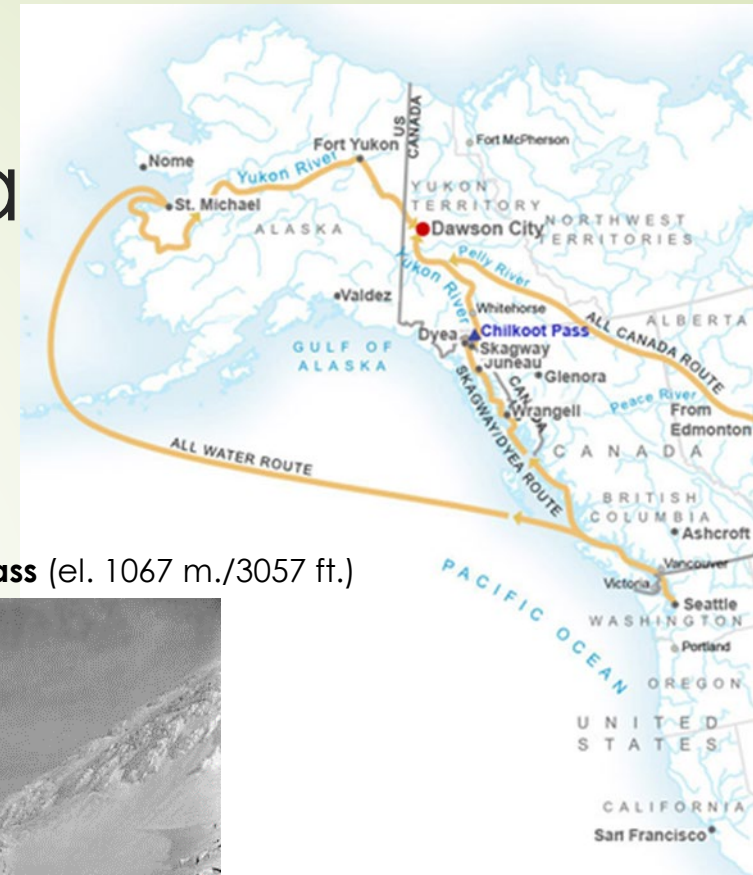 a
Nome
Fort Yukon
US
CANADA
Fort McPherson
Yukon River
St. Michael
YUKON
TERRITORY
ALASKA
Dawson City
NORTHWEST
TERRITORIES
Yukon River
Pelly River
Valdez
Whitehorse
Dyea
Chilkoot Pass
Skagway
Juneau
ALL CANADA ROUTE
ALBERTA
GULF OF
ALASKA
Glenora
CANADA
Wrangell
Peace River
From
Edmonton
SKAGWAY/DYEA ROUTE
ALL WATER ROUTE
CANADA
BRITISH
COLUMBIA
Ashcroft
ass (el. 1067 m./3057 ft.)
Vancouver
Victoria
PACIFIC OCEAN
Seattle
WASHINGTON
Portland
OREGON
UNITED
STATES
CALIFORNIA
San Francisco